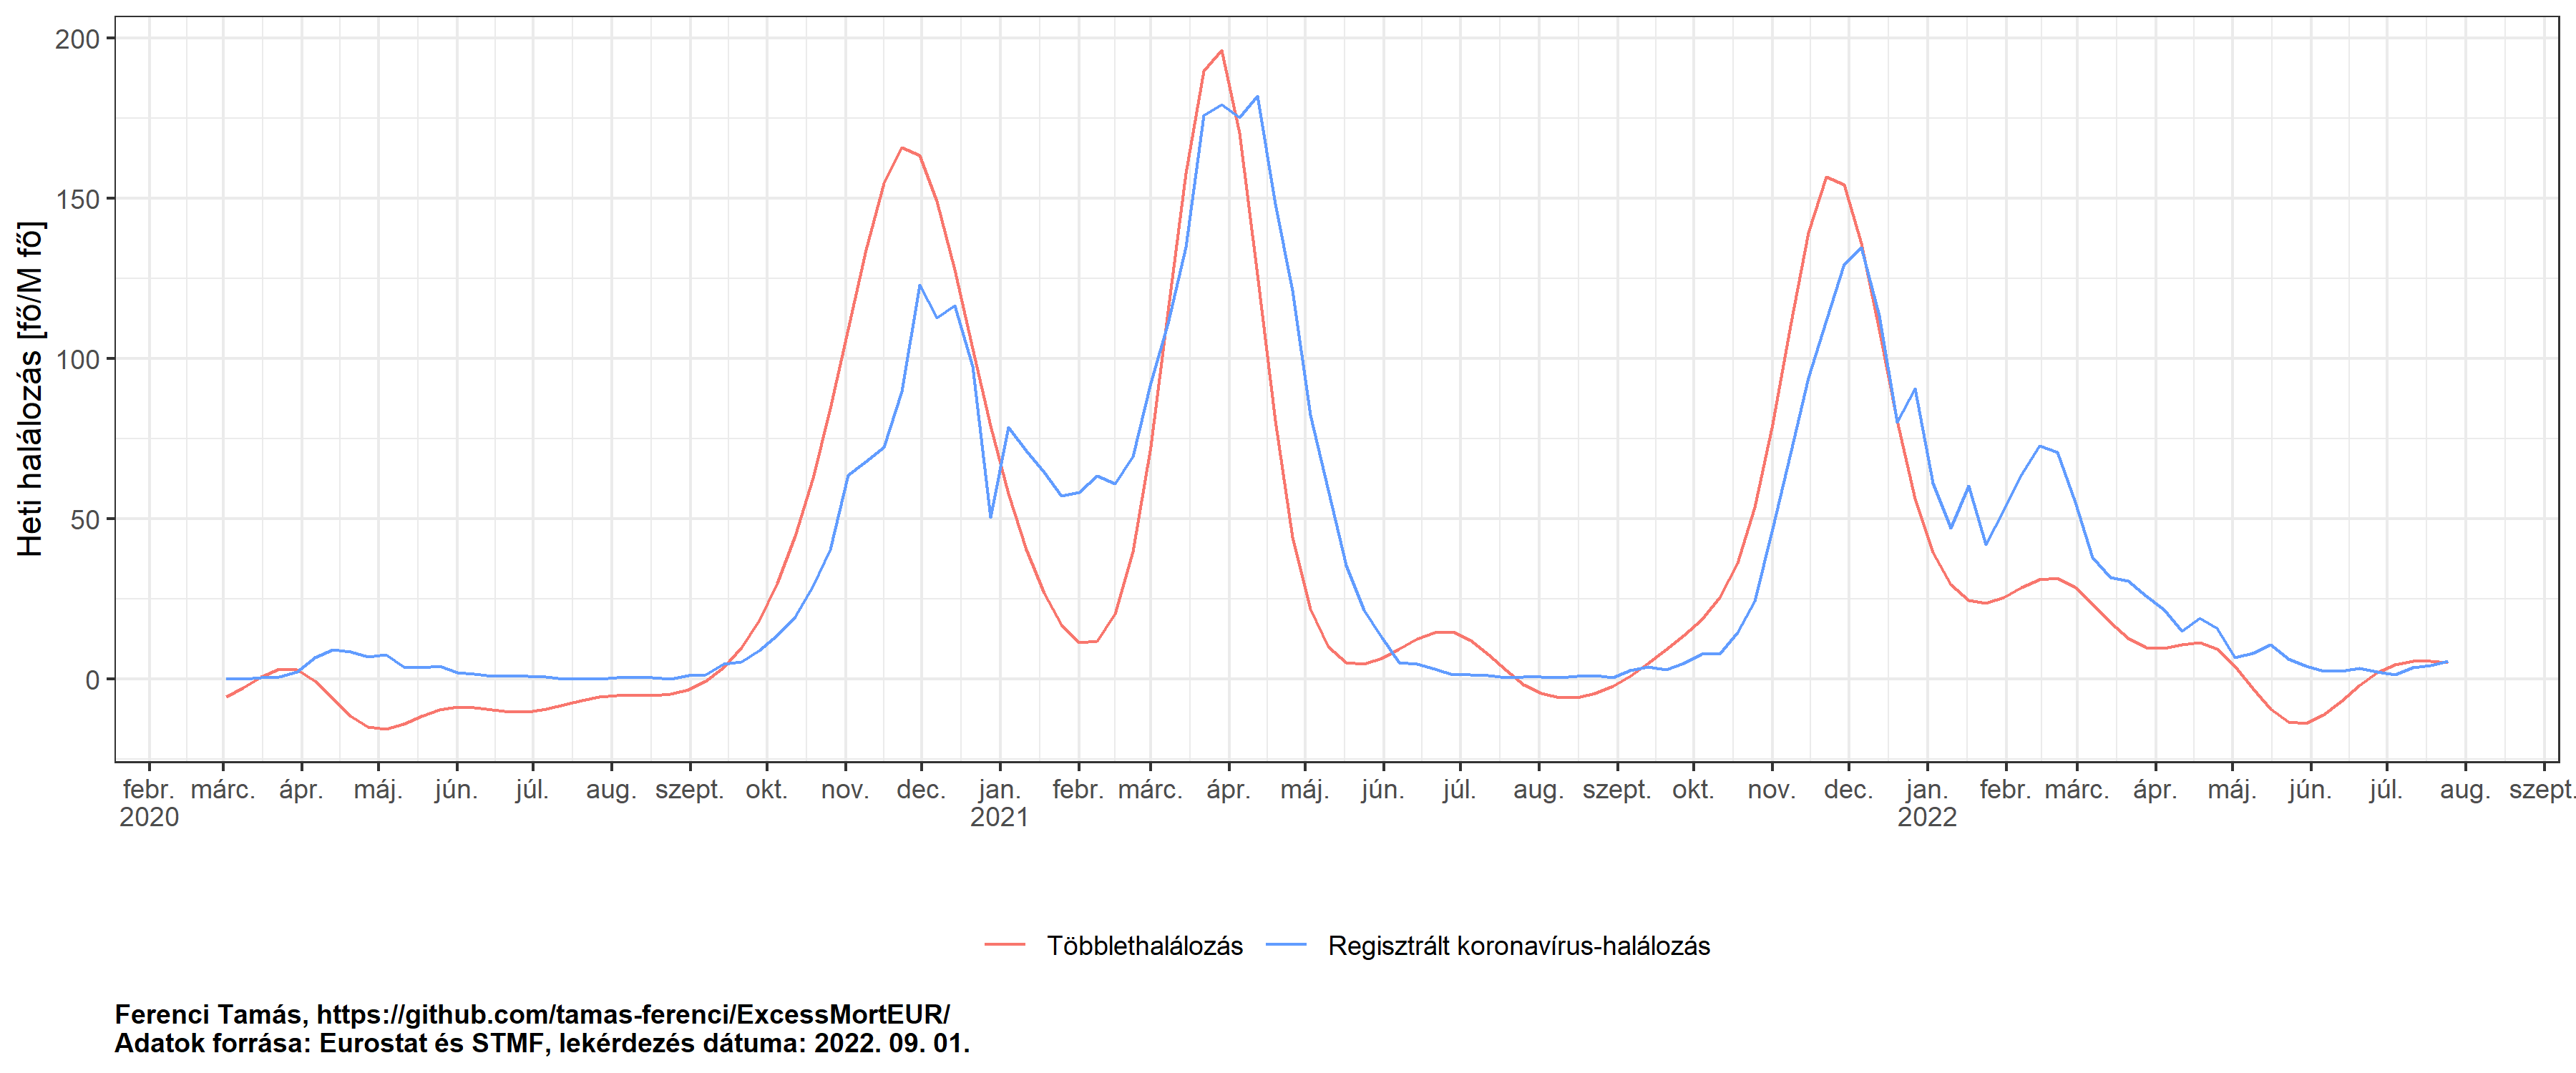 Heti halálozás [fő/M fő]
200
150
100
50
0
febr. márc. ápr. máj. jún. júl. aug. szept. okt. nov. dec. jan. febr. márc. ápr. máj. jún. júl. aug. szept. okt. nov. dec. jan. febr. márc. ápr. máj. jún. júl. aug. szept.
2020 2021 2022
Többlethalálozás Regisztrált koronavírus-halálozás
Ferenci Tamás, https://github.com/tamas-ferenci/ExcessMortEUR/
Adatok forrása: Eurostat és STMF, lekérdezés dátuma: 2022. 09. 01.